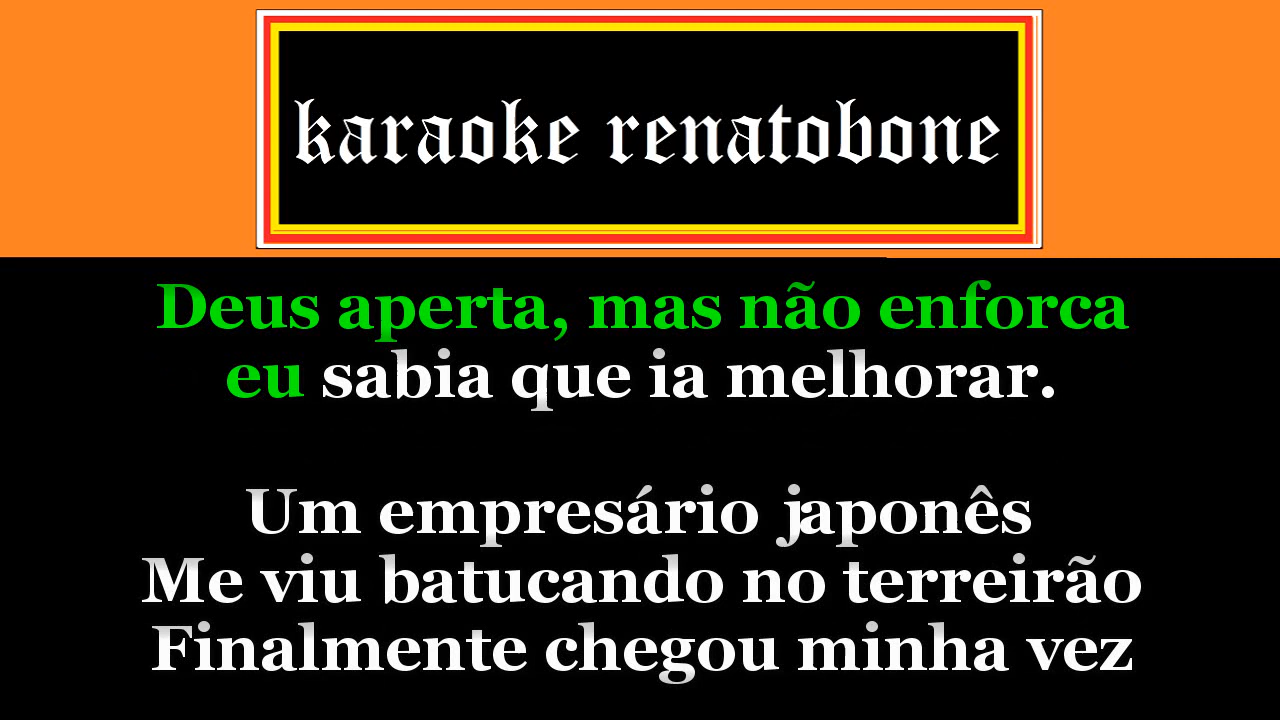 karaoke renatobone
Deus aperta, mas não enforca
eu sabia que ia melhorar.
Um empresário japonês
Me viu batucando no terreirão
Finalmente chegou minha vez